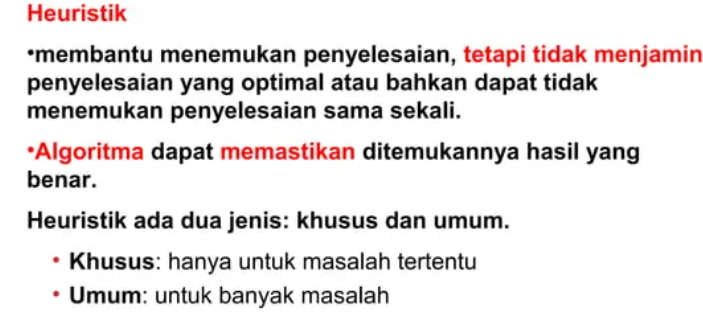 Heuristik
•membantu menemukan penyelesaian, tetapi tidak menjamin
penyelesaian yang optimal atau bahkan dapat tidak
menemukan penyelesaian sama sekali.
•Algoritma dapat memastikan ditemukannya hasil yang
benar.
Heuristik ada dua jenis: khusus dan umum.
• Khusus: hanya untuk masalah tertentu
• Umum: untuk banyak masalah